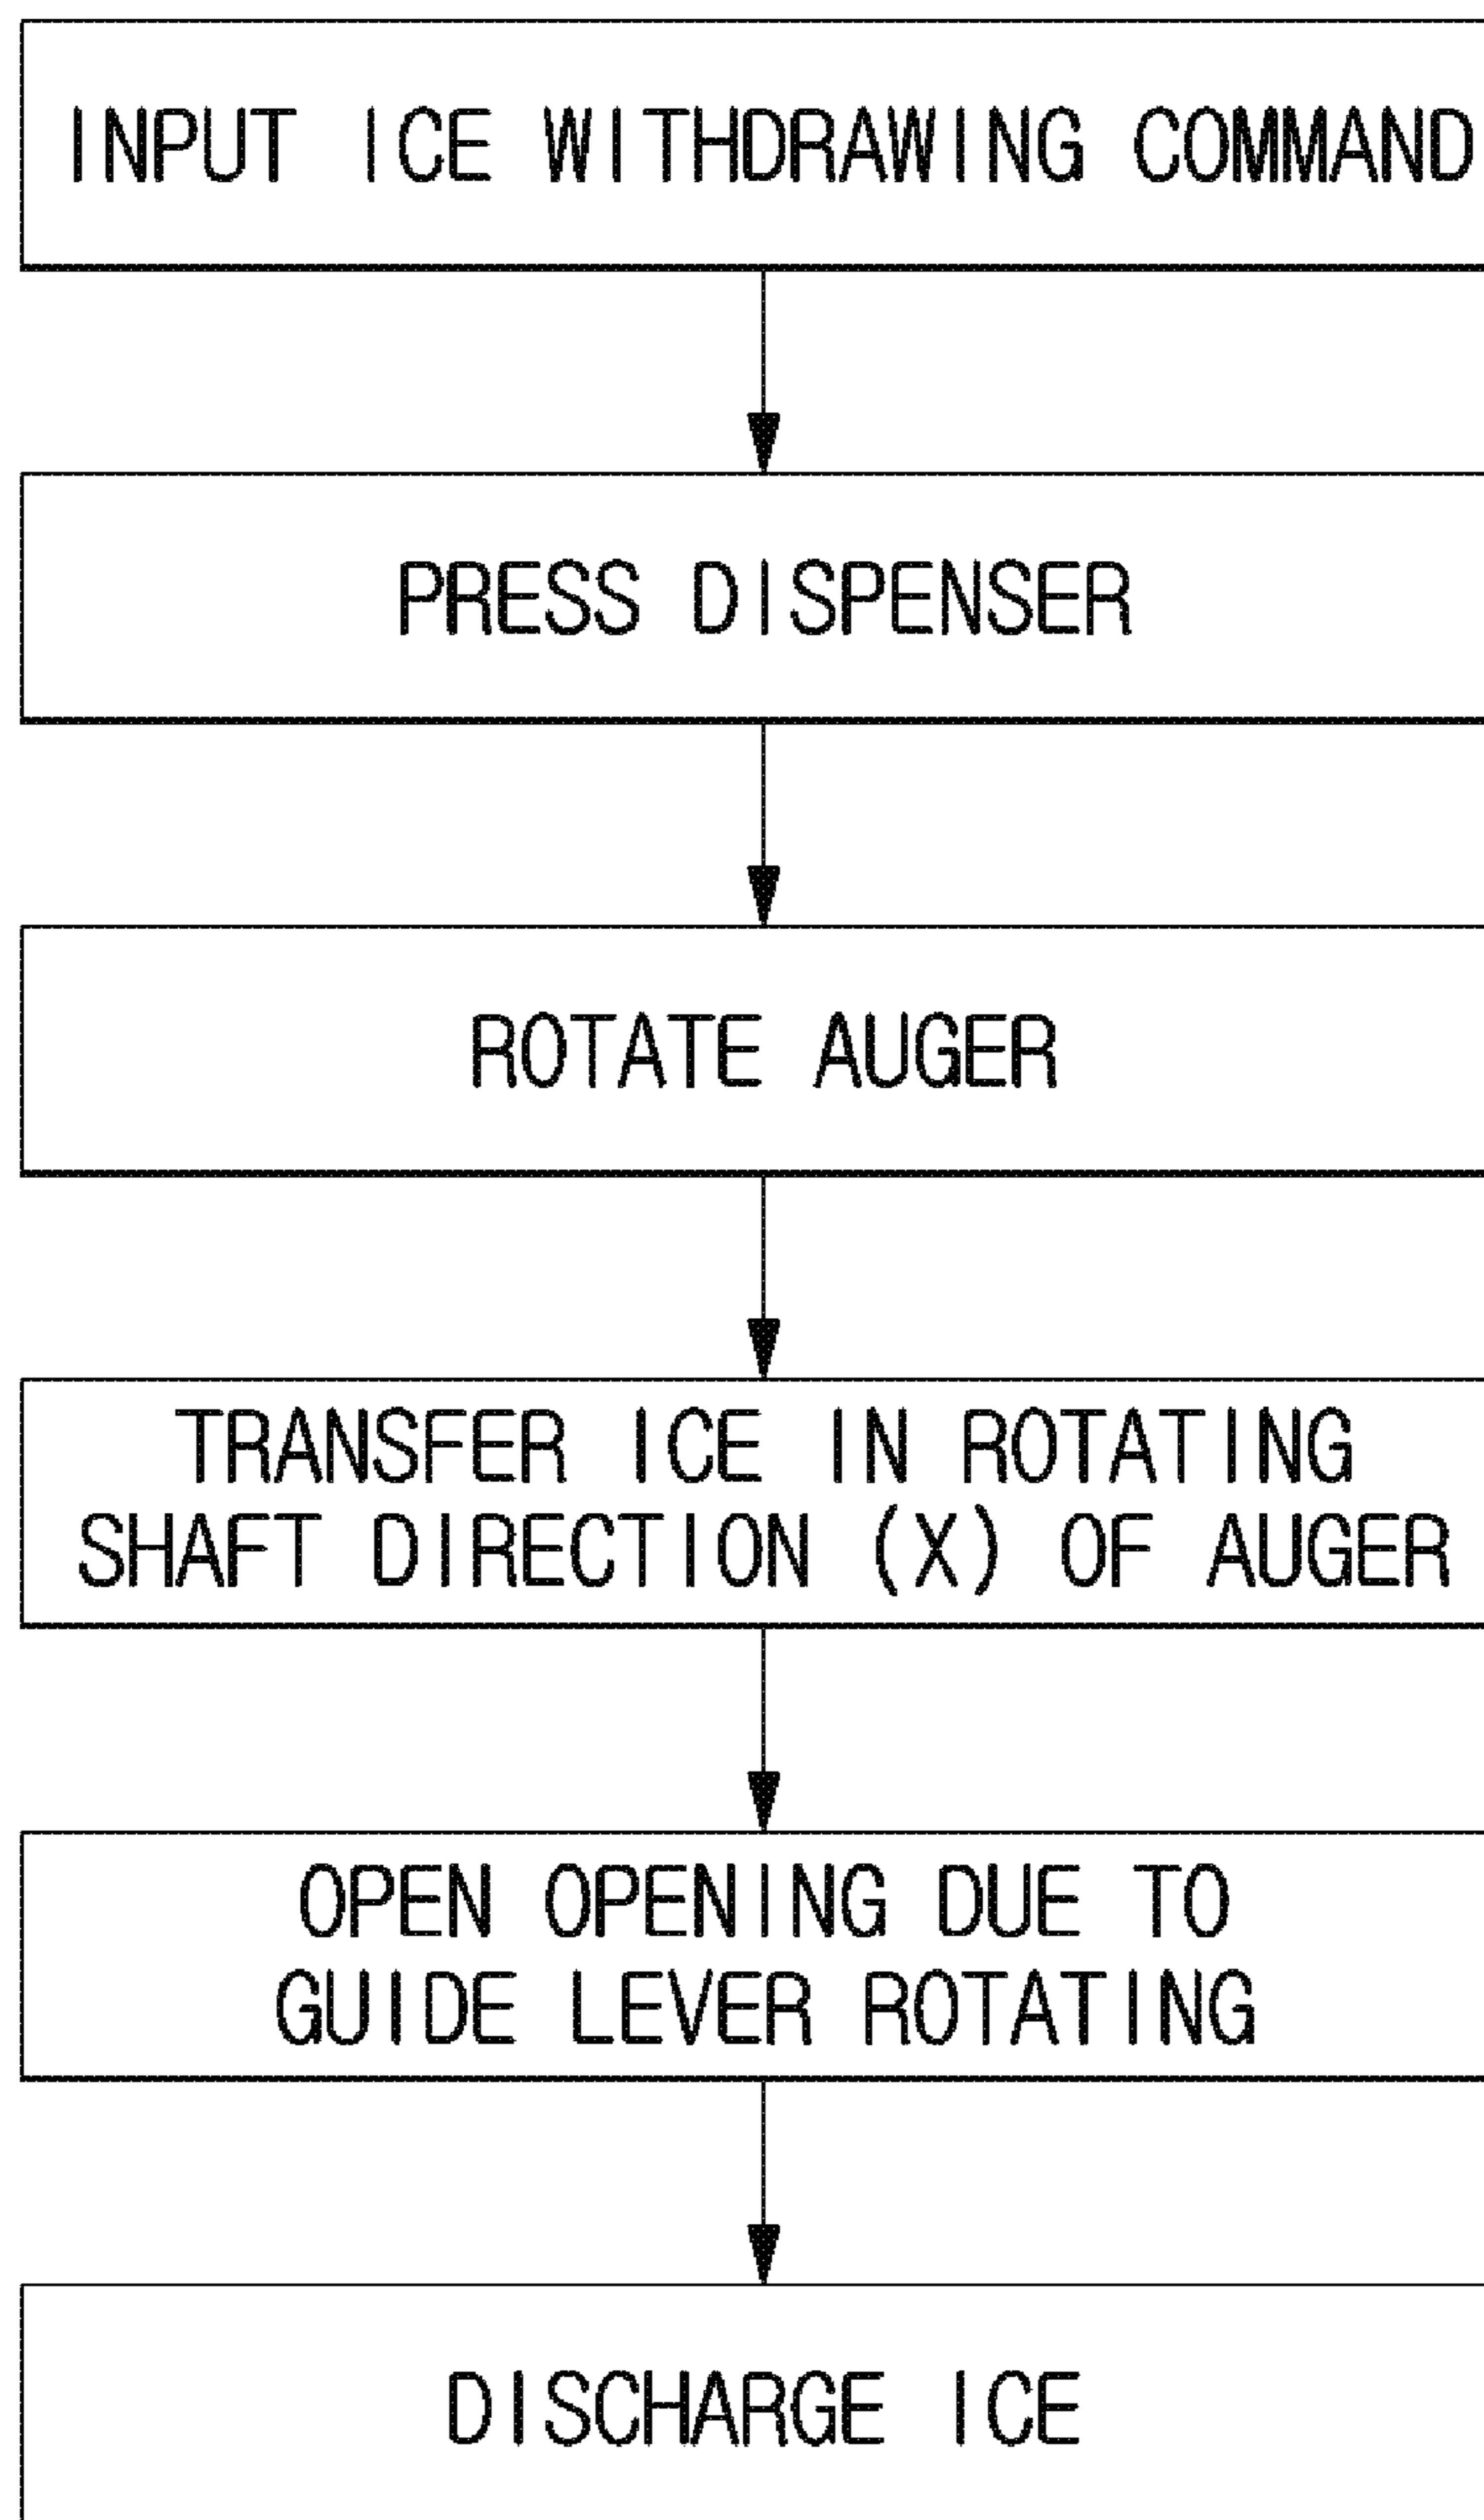 INPUT ICE WITHDRAWING COMMAND
PRESS DISPENSER
ROTATE AUGER
TRANSFER ICE IN ROTATING
SHAFT DIRECTION (X) OF AUGER
OPEN OPENING DUE TO
GUIDE LEVER ROTATING
DISCHARGE ICE